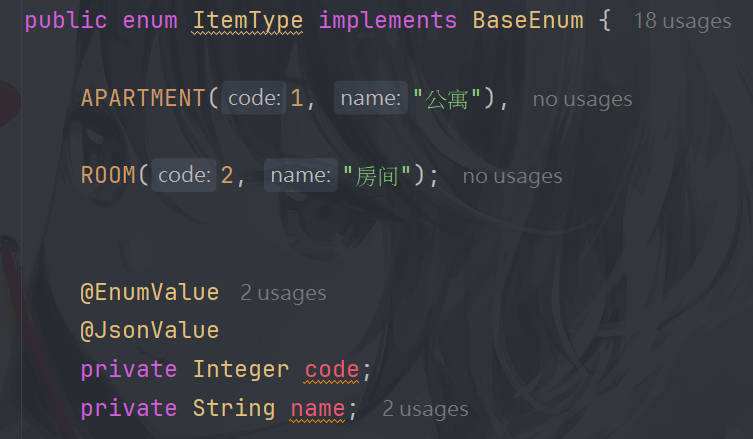 public enum ItemType implements BaseEnum { 18 usages
APARTMENT( code: 1, name: "公寓"), no usages
ROOM( code: 2, name: "房间"); no usages
@EnumValue 2 usages
@JsonValue
private Integer code;
private String name; 2 usages